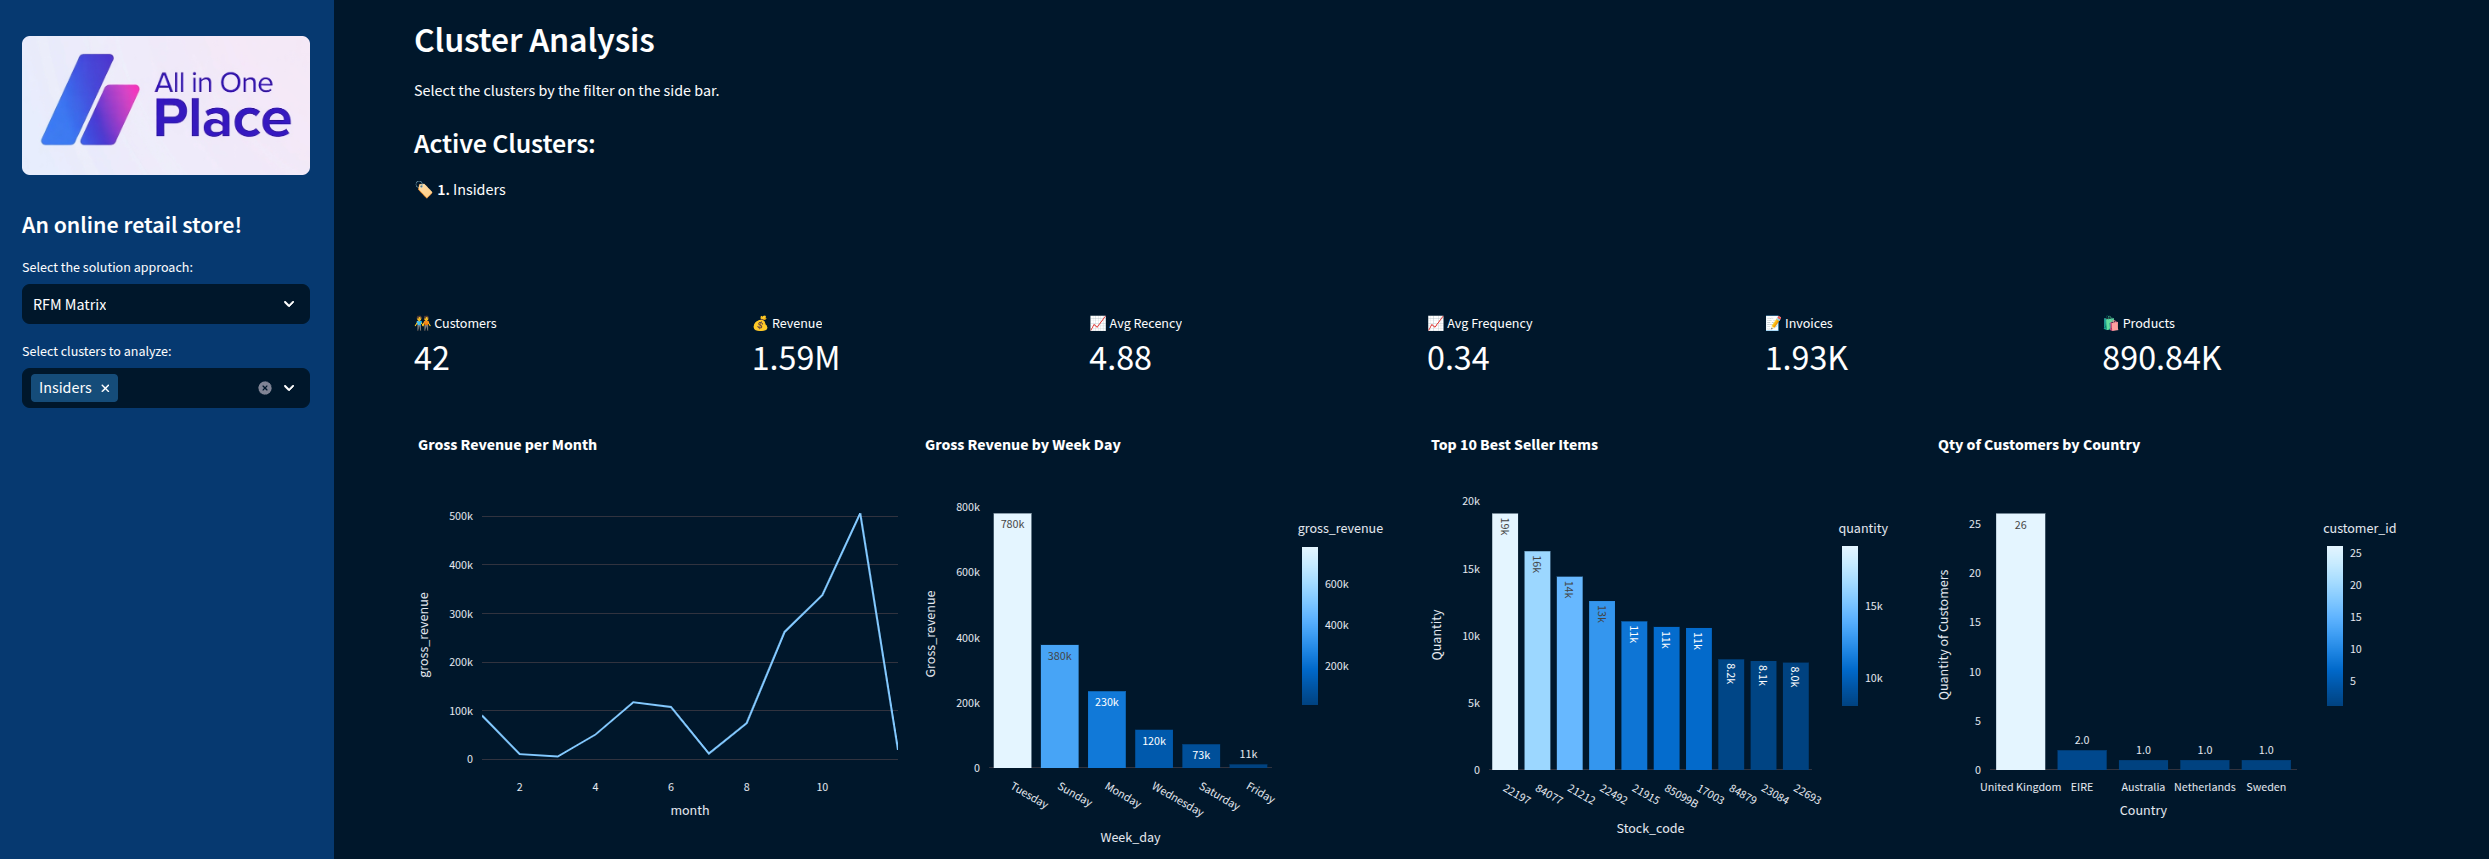 All in One
Place
An online retail store!
Select the solution approach:
RFM Matrix
Select clusters to analyze:
Insiders
Cluster Analysis
Select the clusters by the filter on the side bar.
Active Clusters:
1. Insiders
Customers
42
Revenue
1.59M
Avg Recency
4.88
Avg Frequency
0.34
Invoices
1.93K
Products
890.84K
Gross Revenue per Month
500k
400k
300k
200k
100k
0
gross_revenue
2 4 6 8 10
month
Gross Revenue by Week Day
800k
600k
400k
200k
0
Gross_revenue
780k
380k
230k
120k
73k
11k
Tuesday Sunday Monday Wednesday Saturday Friday
Week_day
gross_revenue
600k
400k
200k
Top 10 Best Seller Items
20k
15k
10k
5k
0
Quantity
19k
16k
14k
13k
11k
11k
11k
8.2k
8.1k
8.0k
22197 84077 21212 22492 21915 85099B 17003 84879 23084 22693
Stock_code
quantity
15k
10k
Qty of Customers by Country
25
20
15
10
5
0
Quantity of Customers
26
2.0
1.0
1.0
1.0
United Kingdom EIRE Australia Netherlands Sweden
Country
customer_id
25
20
15
10
5